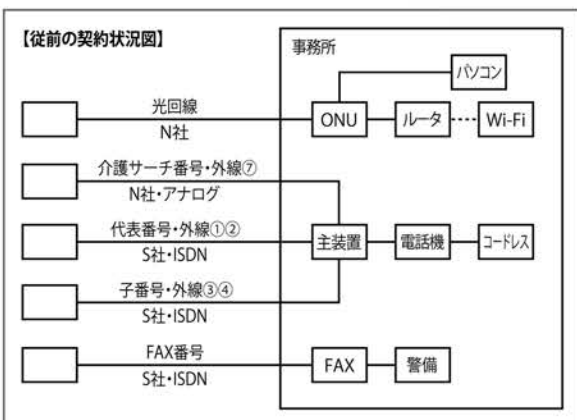 【従前の契約状況図】
事務所
パソコン
光回線
N社
ONU
ルータ
Wi-Fi
介護サーチ番号・外線⑦
N社・アナログ
代表番号・外線①②
S社・ISDN
主装置
電話機
コードレス
子番号・外線③④
S社・ISDN
FAX番号
S社・ISDN
FAX
警備